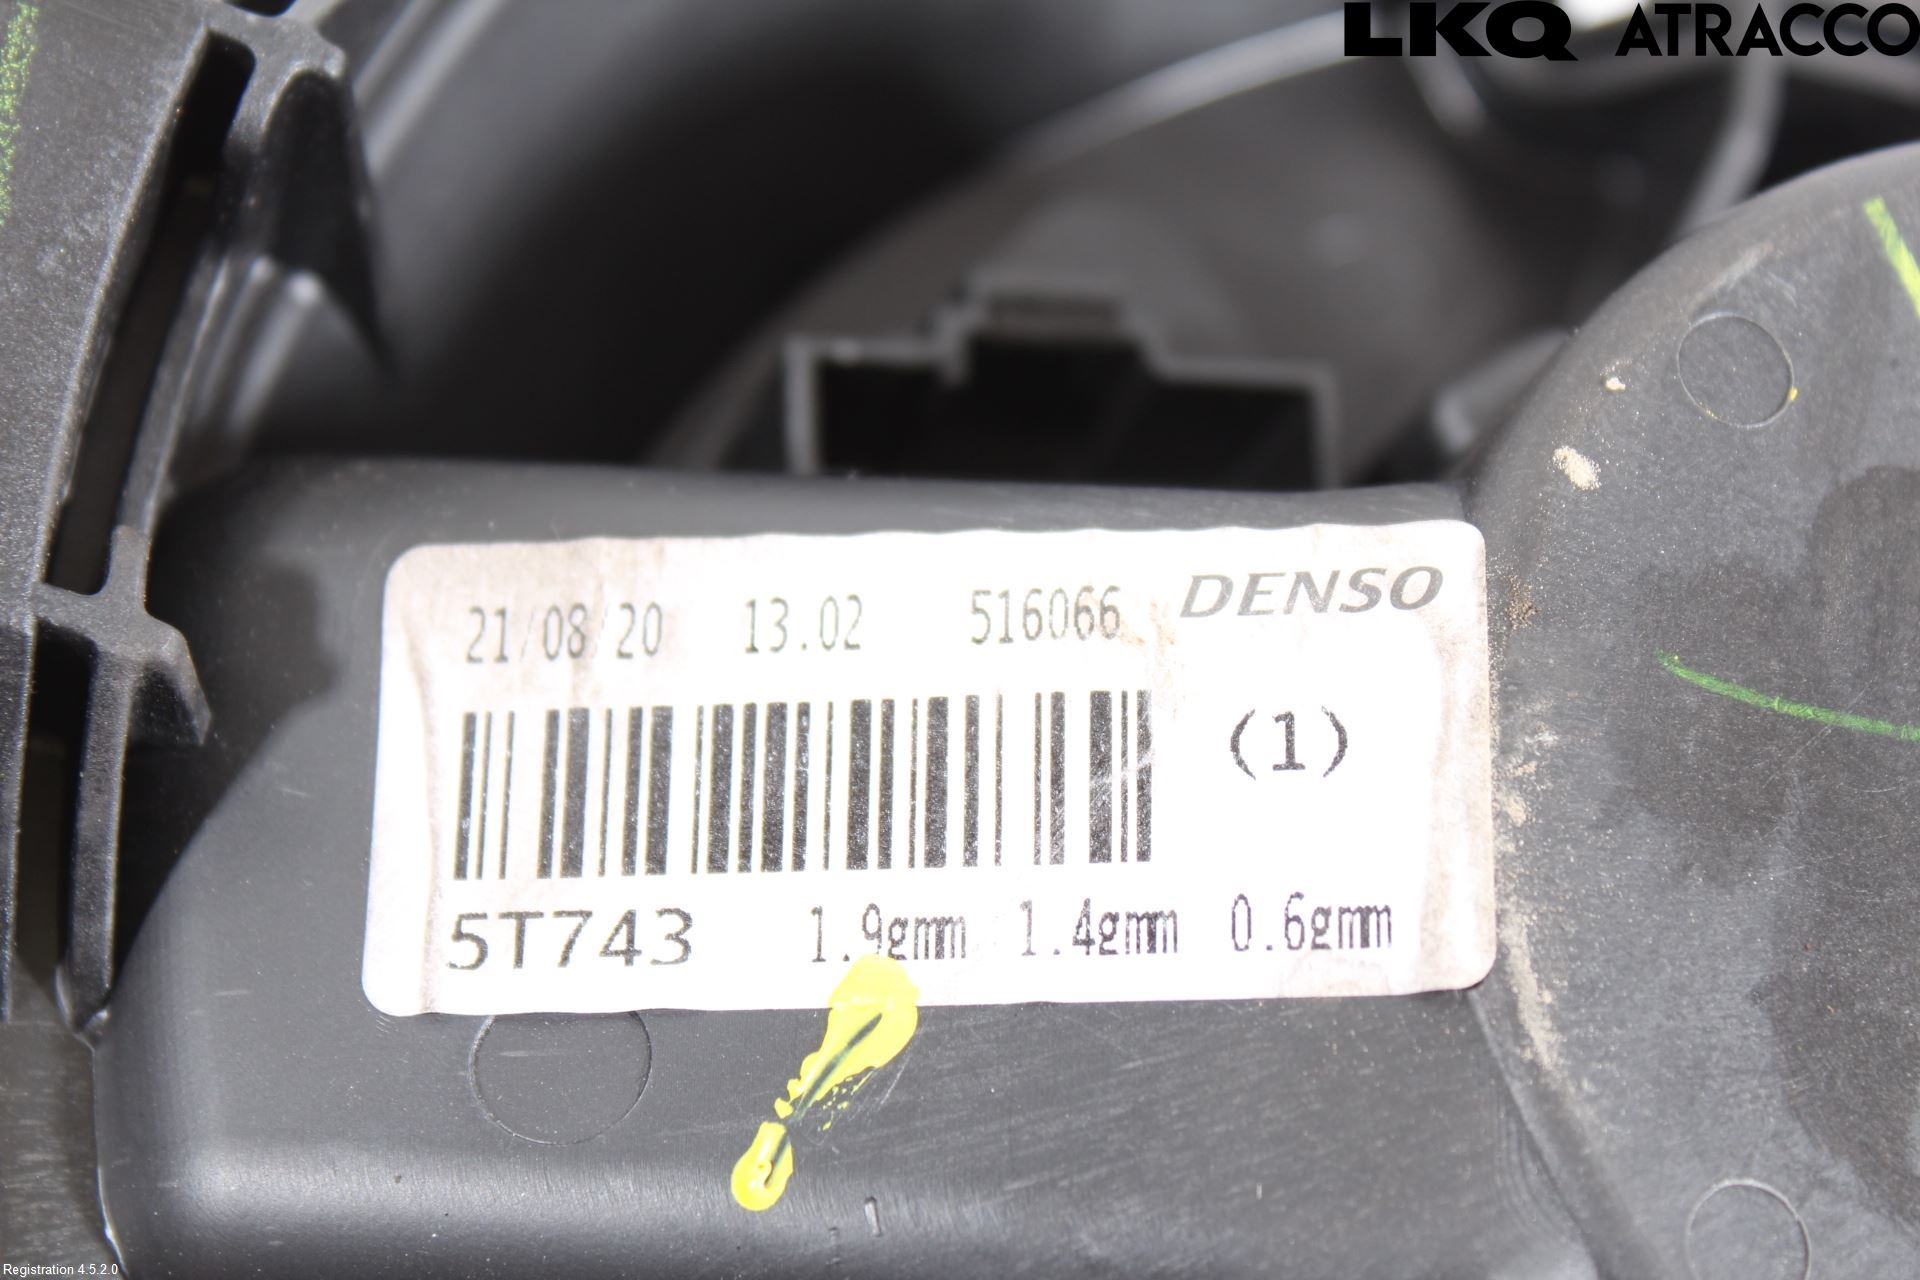 LKQ ATRACCO
21/08/20 13.02 516066 DENSO
(1)
5T743 1.9gmm 1.4gmm 0.6gmm
Registration 4.5.2.0